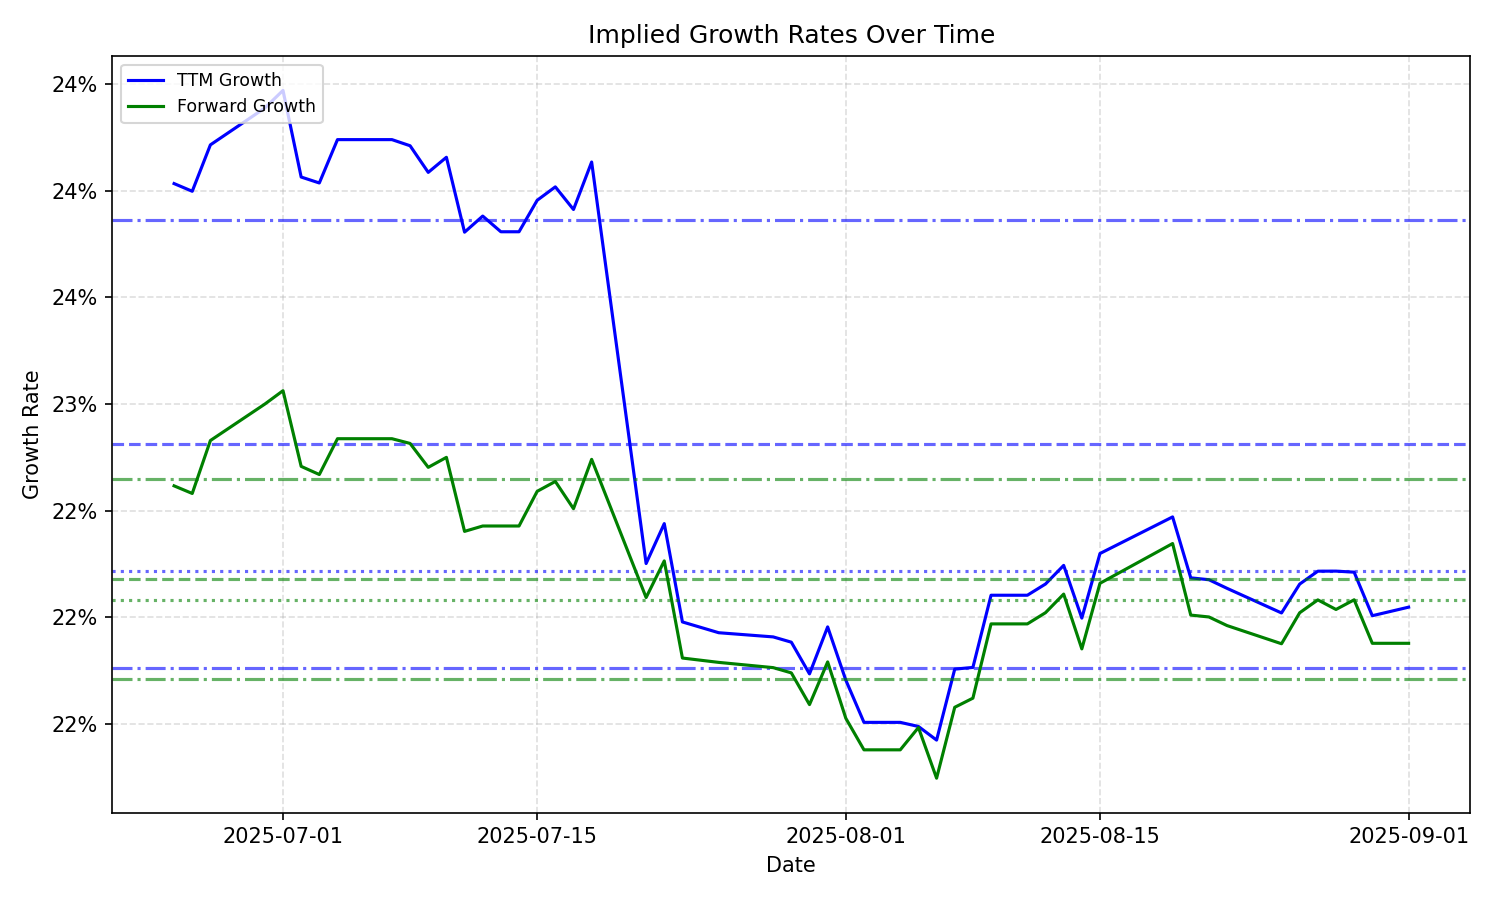 Implied Growth Rates Over Time
TTM Growth
Forward Growth
24%
24%
24%
23%
22%
22%
22%
Growth Rate
2025-07-01
2025-07-15
2025-08-01
2025-08-15
2025-09-01
Date